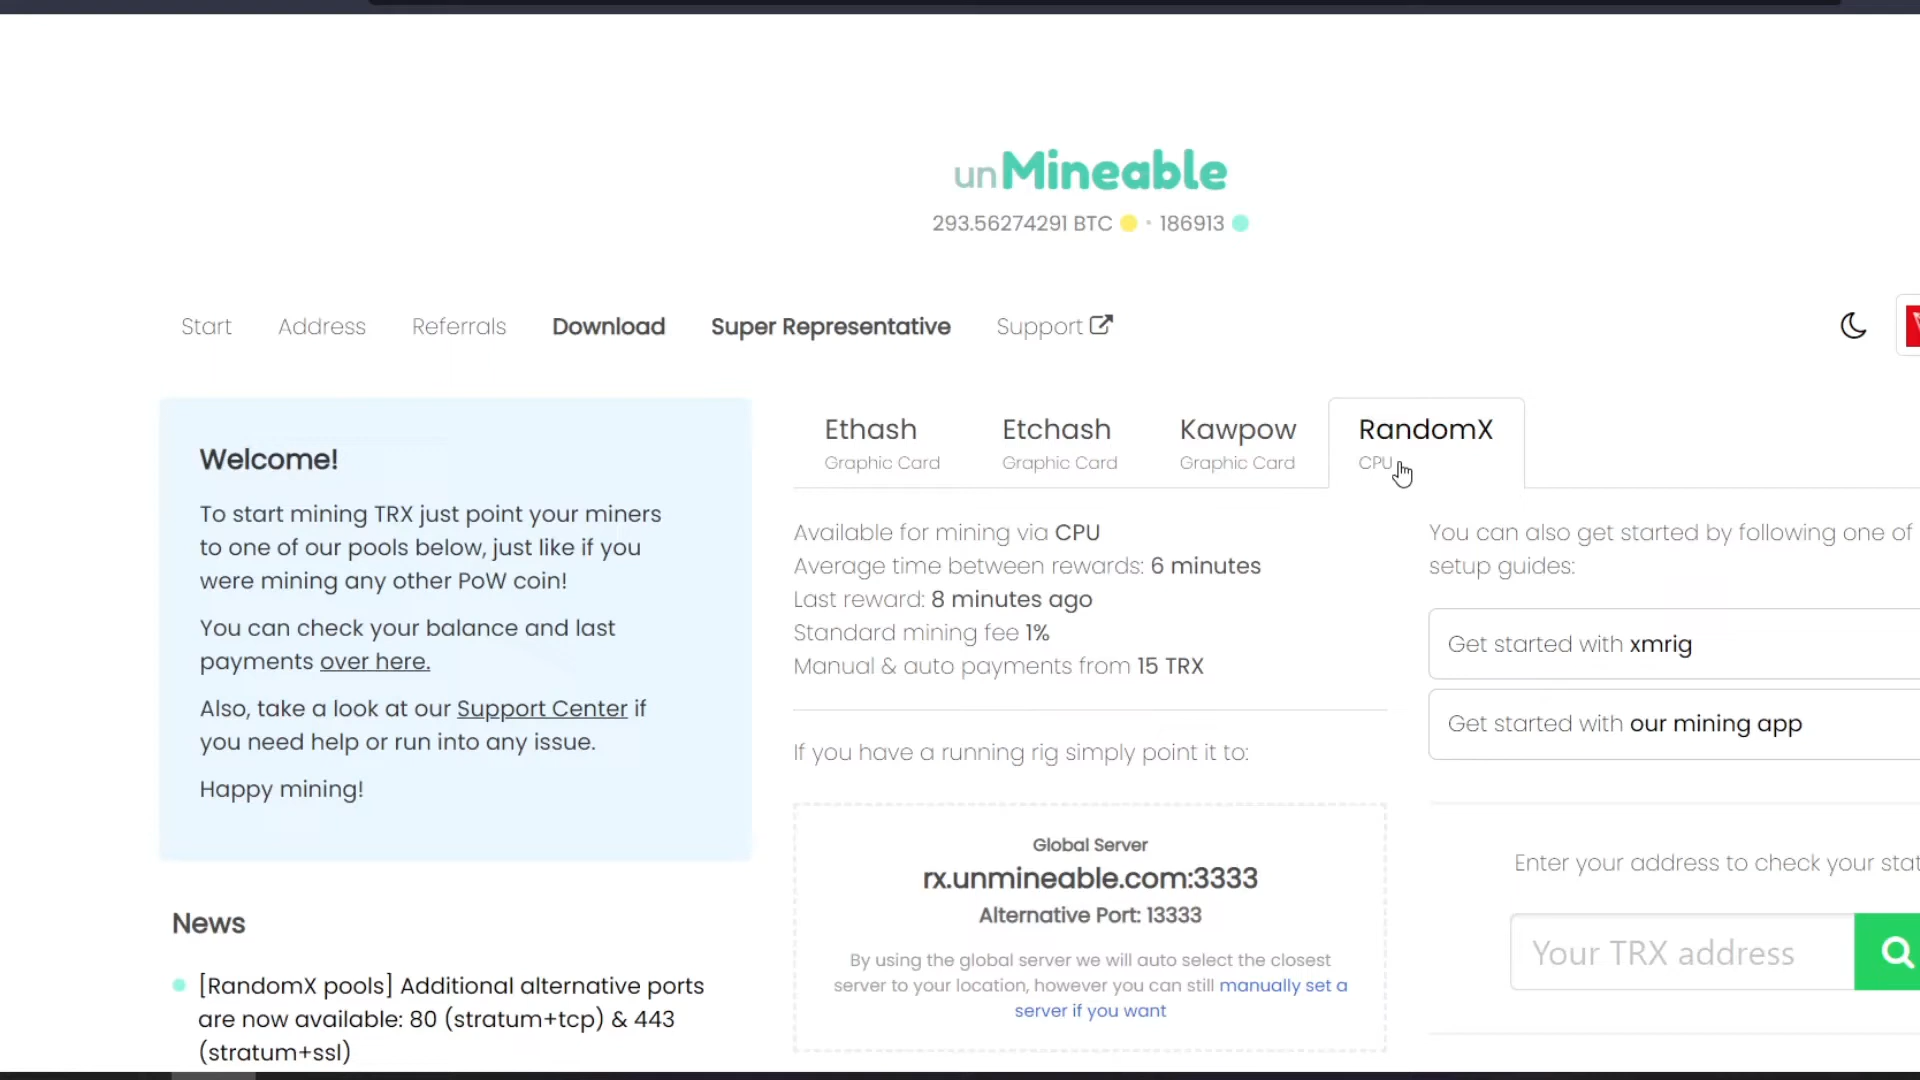 unMineable
293.56274291 BTC • 186913
Start Address Referrals Download Super Representative Support
Welcome!
To start mining TRX just point your miners
to one of our pools below, just like if you
were mining any other PoW coin!
You can check your balance and last
payments over here.
Also, take a look at our Support Center if
you need help or run into any issue.
Happy mining!
News
[RandomX pools] Additional alternative ports
are now available: 80 (stratum+tcp) & 443
(stratum+ssl)
Ethash Etchash Kawpow RandomX
Graphic Card Graphic Card Graphic Card CPU
Available for mining via CPU
Average time between rewards: 6 minutes
Last reward: 8 minutes ago
Standard mining fee 1%
Manual & auto payments from 15 TRX
If you have a running rig simply point it to:
Global Server
rx.unmineable.com:3333
Alternative Port: 13333
By using the global server we will auto select the closest
server to your location, however you can still manually set a
server if you want
You can also get started by following one of
setup guides:
Get started with xmrig
Get started with our mining app
Enter your address to check your
Your TRX address